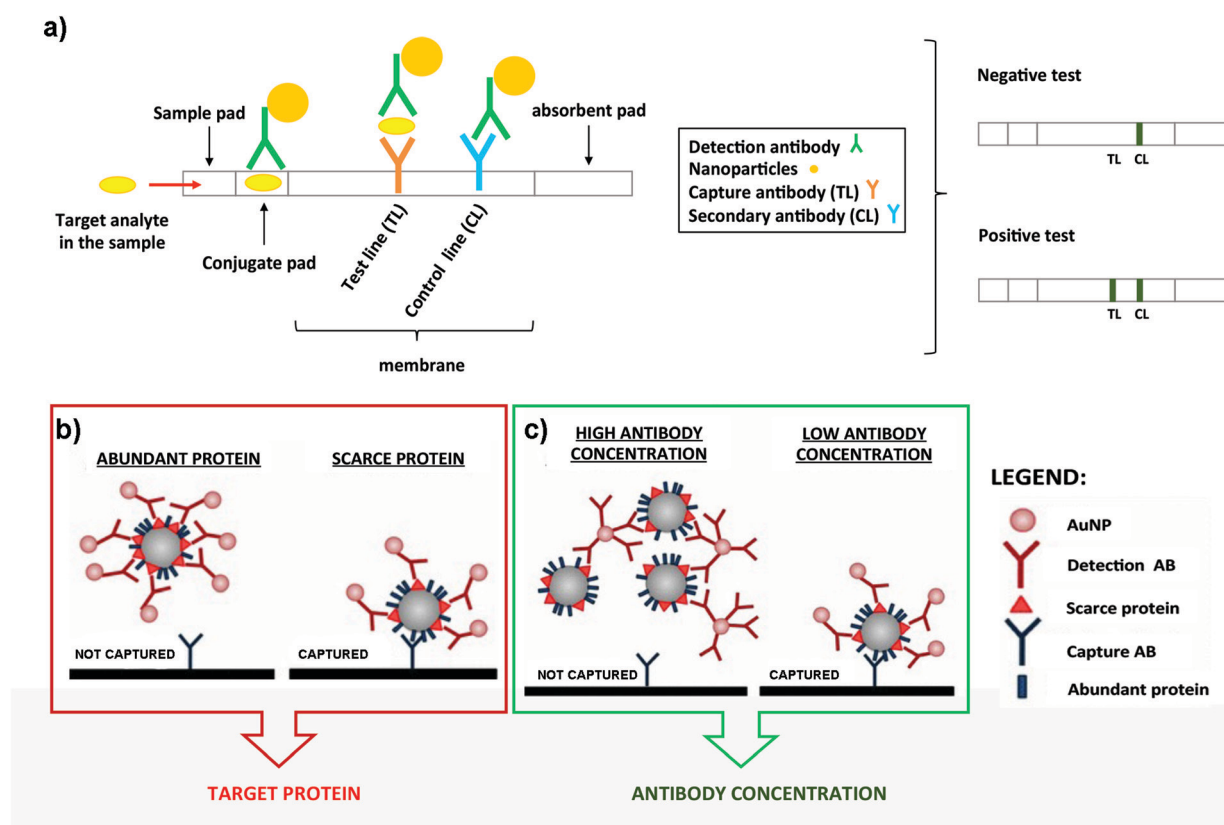 a)
Sample pad
absorbent pad
Target analyte
in the sample
Conjugate pad
Test line (TL)
Control line (CL)
membrane
Detection antibody
Nanoparticles
Capture antibody (TL)
Secondary antibody (CL)
Negative test
TL CL
Positive test
TL CL
b)
ABUNDANT PROTEIN
SCARCE PROTEIN
NOT CAPTURED
CAPTURED
TARGET PROTEIN
c)
HIGH ANTIBODY
CONCENTRATION
LOW ANTIBODY
CONCENTRATION
NOT CAPTURED
CAPTURED
ANTIBODY CONCENTRATION
LEGEND:
AuNP
Detection AB
Scarce protein
Capture AB
Abundant protein